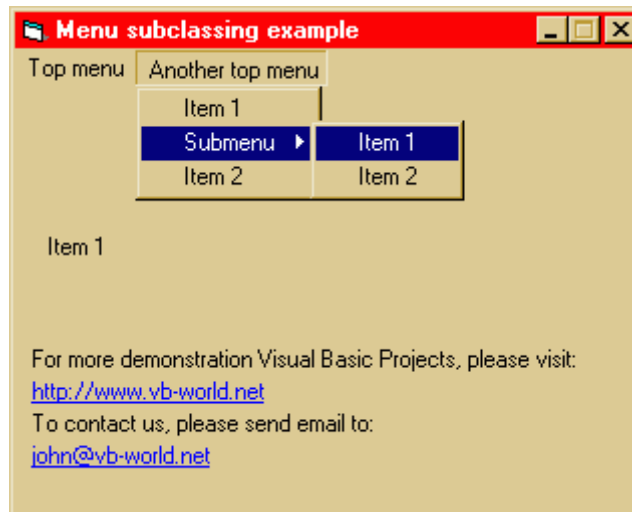 Menu subclassing example
Top menu Another top menu
Item 1
Submenu Item 1
Item 2 Item 2
Item 1
For more demonstration Visual Basic Projects, please visit:
http://www.vb-world.net
To contact us, please send email to:
john@vb-world.net